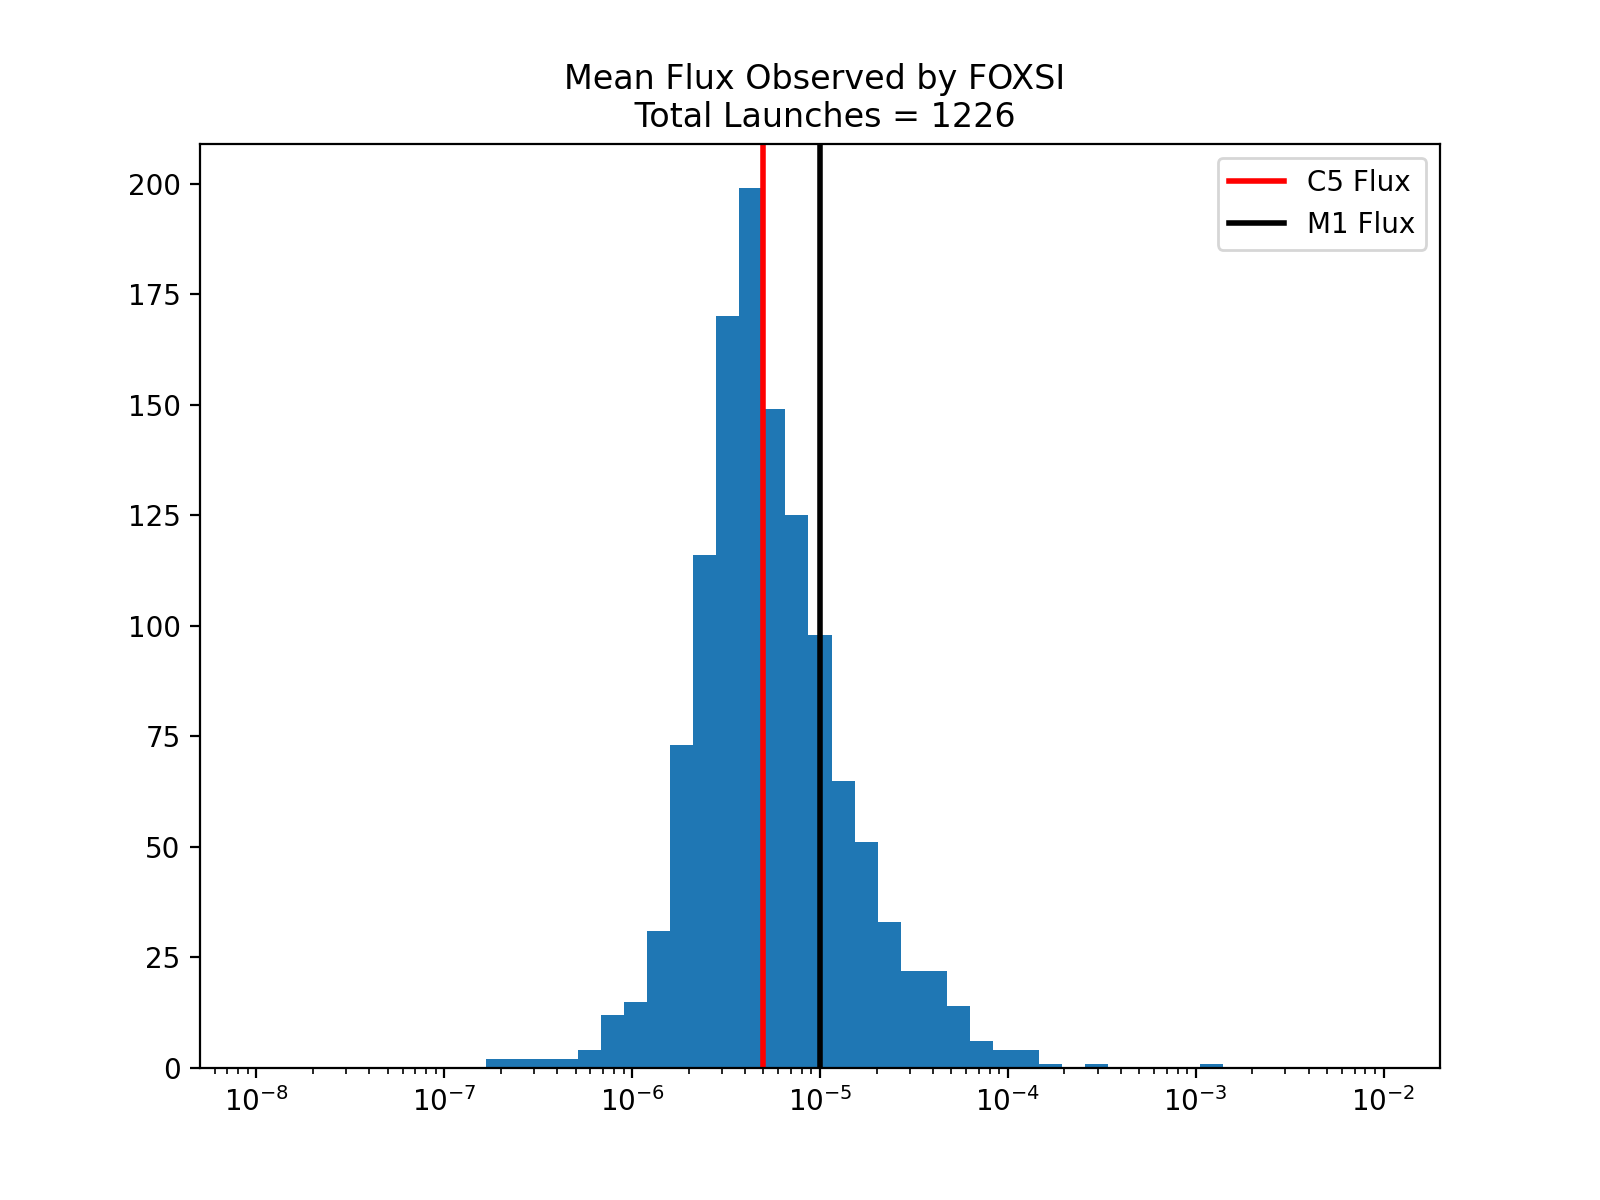 Mean Flux Observed by FOXSI
Total Launches = 1226
C5 Flux
M1 Flux
200
175
150
125
100
75
50
25
0
10⁻⁸ 10⁻⁷ 10⁻⁶ 10⁻⁵ 10⁻⁴ 10⁻³ 10⁻²